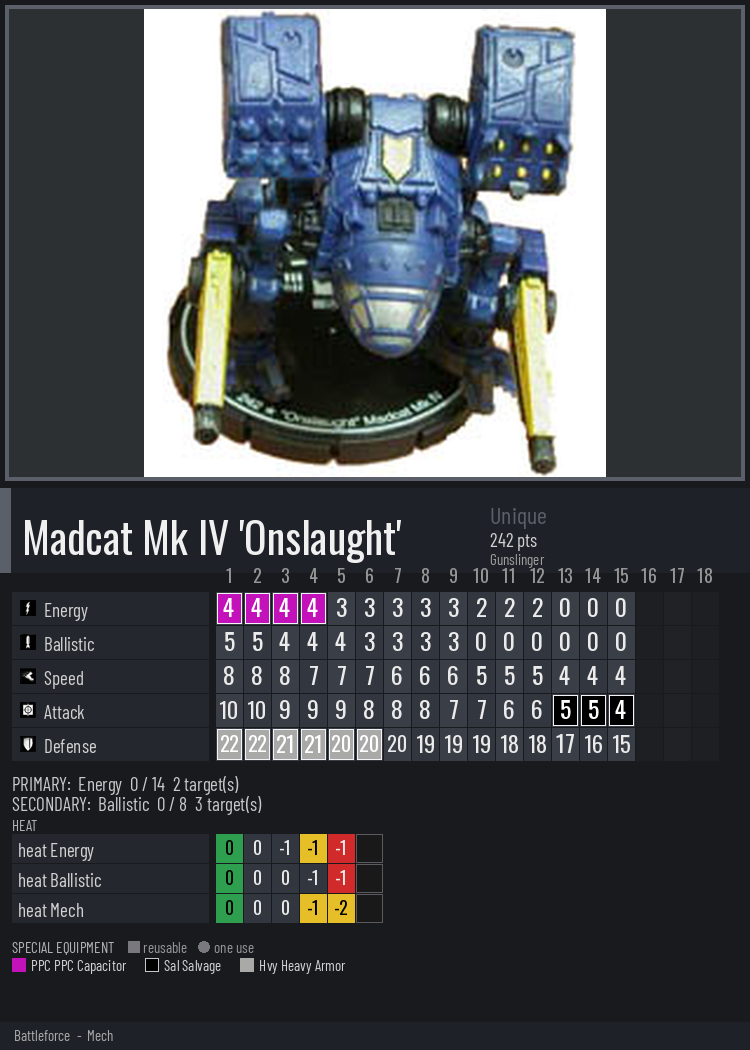 242 * "Onslaught" Madcat Mk IV
Madcat Mk IV 'Onslaught'
Unique
242 pts
Gunslinger
1 2 3 4 5 6 7 8 9 10 11 12 13 14 15 16 17 18
Energy 4 4 4 4 3 3 3 3 3 2 2 2 0 0 0
Ballistic 5 5 4 4 4 3 3 3 3 0 0 0 0 0 0
Speed 8 8 8 7 7 7 6 6 6 5 5 5 4 4 4
Attack 10 10 9 9 9 8 8 8 7 7 6 6 5 5 4
Defense 22 22 21 21 20 20 20 19 19 19 18 18 17 16 15
PRIMARY: Energy 0 / 14 2 target(s)
SECONDARY: Ballistic 0 / 8 3 target(s)
HEAT
heat Energy 0 0 -1 -1 -1
heat Ballistic 0 0 0 -1 -1
heat Mech 0 0 0 -1 -2
SPECIAL EQUIPMENT reusable one use
PPC PPC Capacitor Sal Salvage Hvy Heavy Armor
Battleforce - Mech